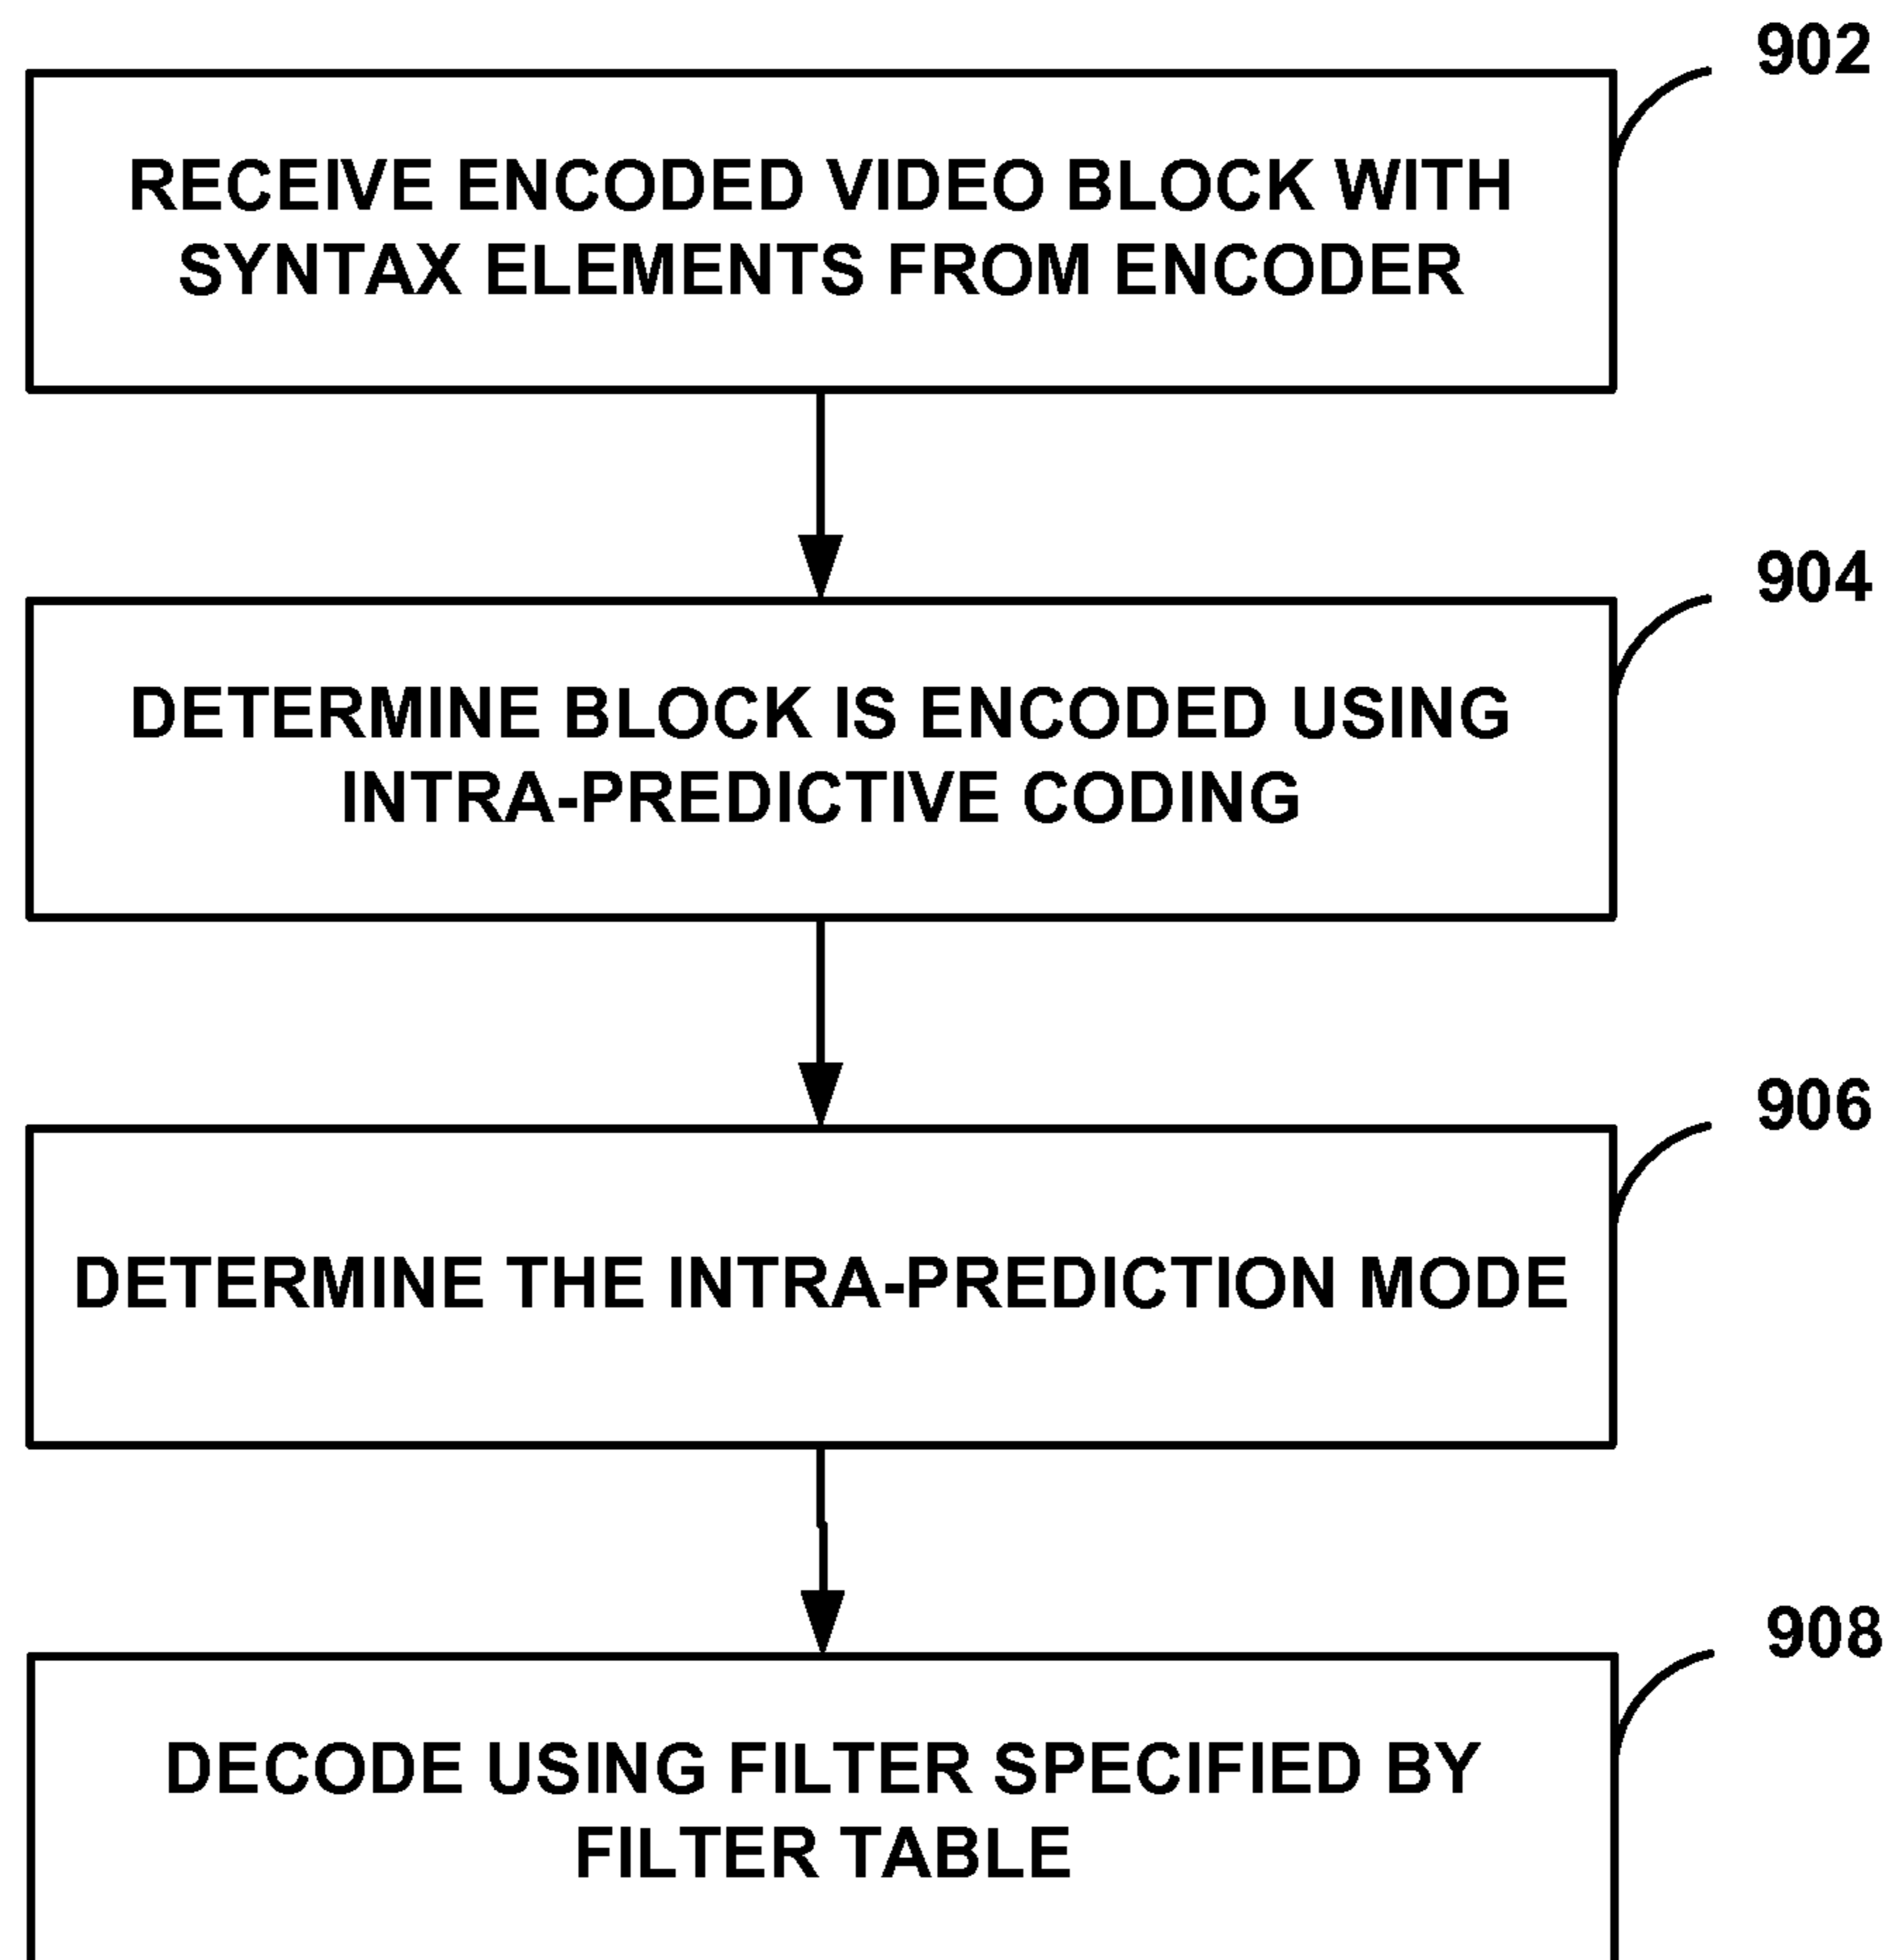 902
RECEIVE ENCODED VIDEO BLOCK WITH
SYNTAX ELEMENTS FROM ENCODER
904
DETERMINE BLOCK IS ENCODED USING
INTRA-PREDICTIVE CODING
906
DETERMINE THE INTRA-PREDICTION MODE
908
DECODE USING FILTER SPECIFIED BY
FILTER TABLE